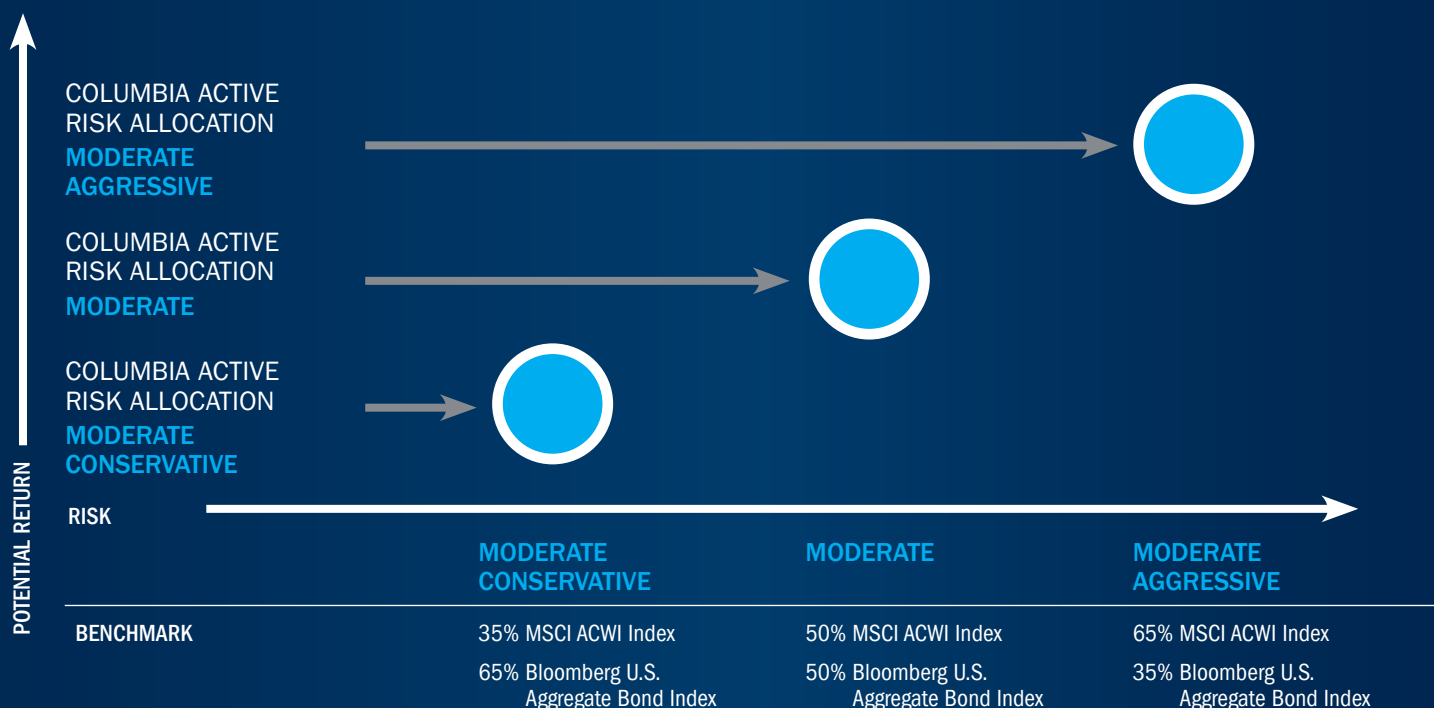 COLUMBIA ACTIVE
RISK ALLOCATION
MODERATE
AGGRESSIVE
COLUMBIA ACTIVE
RISK ALLOCATION
MODERATE
COLUMBIA ACTIVE
RISK ALLOCATION
MODERATE
CONSERVATIVE
POTENTIAL RETURN
RISK
MODERATE
CONSERVATIVE
MODERATE
MODERATE
AGGRESSIVE
BENCHMARK
35% MSCI ACWI Index
65% Bloomberg U.S.
Aggregate Bond Index
50% MSCI ACWI Index
50% Bloomberg U.S.
Aggregate Bond Index
65% MSCI ACWI Index
35% Bloomberg U.S.
Aggregate Bond Index